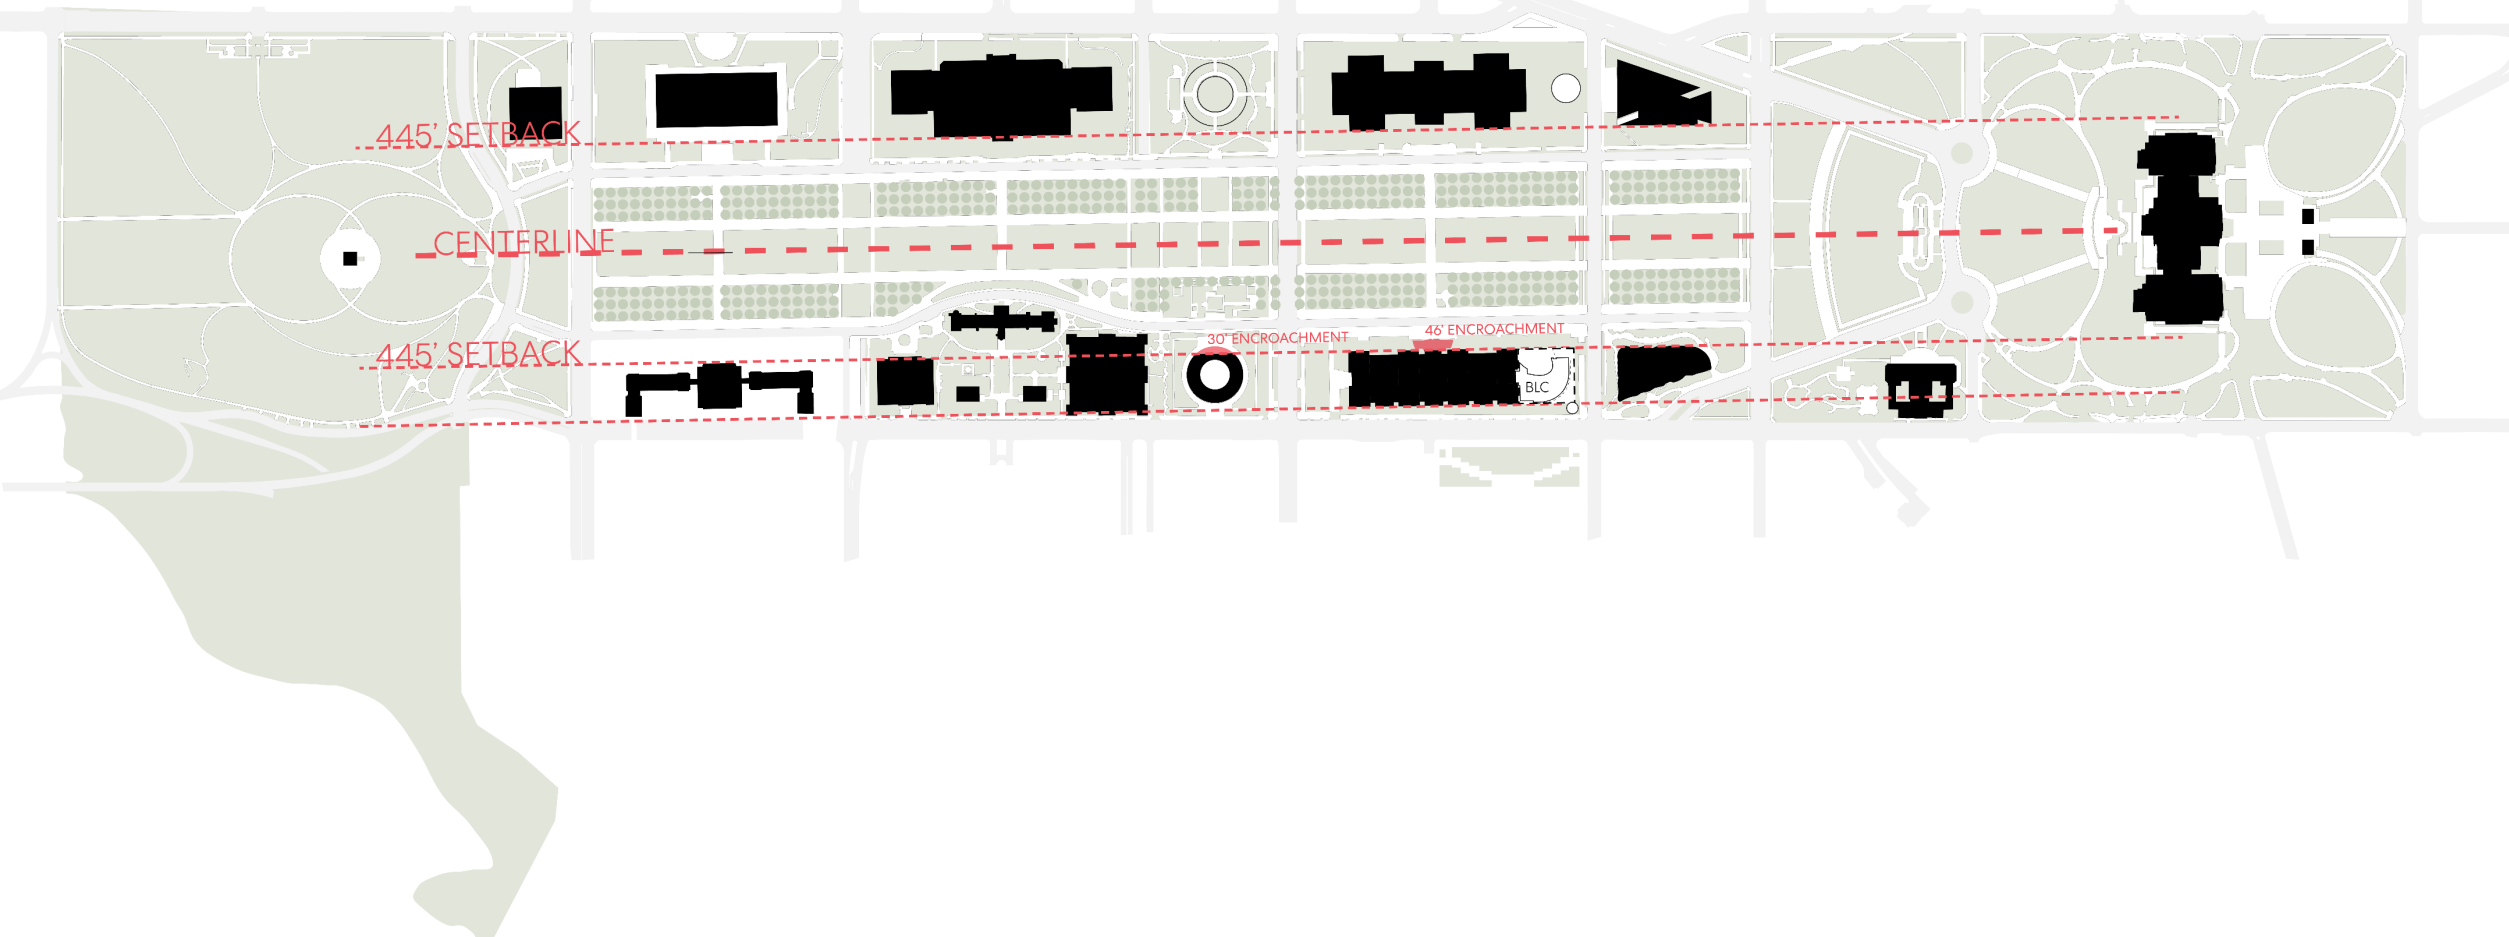 445' SETBACK
CENTERLINE
445' SETBACK
30' ENCROACHMENT
46' ENCROACHMENT
BLC